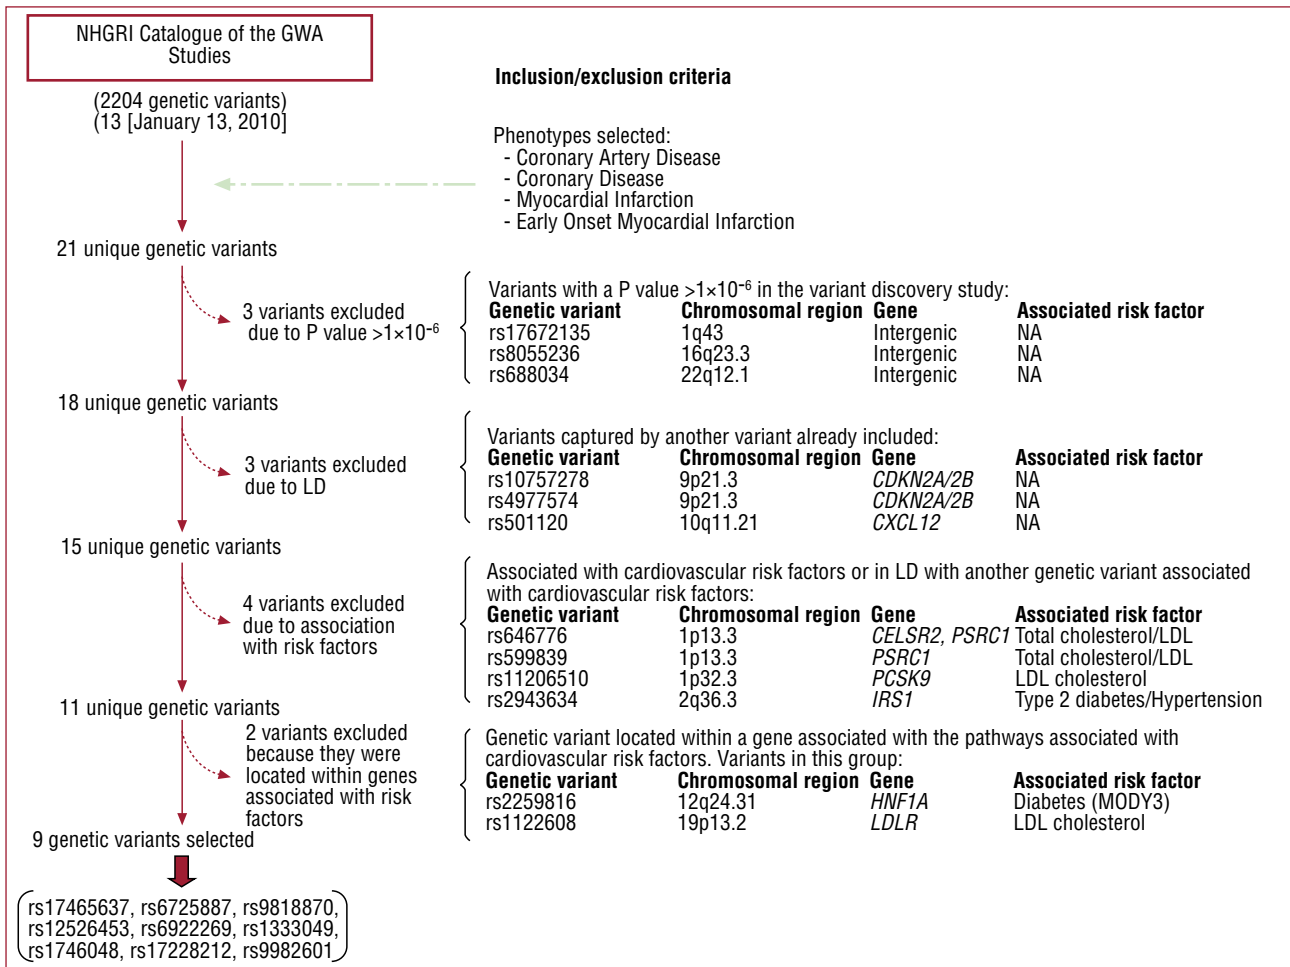 NHGRI Catalogue of the GWA
Studies
(2204 genetic variants)
(13 [January 13, 2010]
Inclusion/exclusion criteria
Phenotypes selected:
- Coronary Artery Disease
- Coronary Disease
- Myocardial Infarction
- Early Onset Myocardial Infarction
21 unique genetic variants
3 variants excluded
due to P value >1×10⁻⁶
Variants with a P value >1×10⁻⁶ in the variant discovery study:
Genetic variant Chromosomal region Gene Associated risk factor
rs17672135 1q43 Intergenic NA
rs8055236 16q23.3 Intergenic NA
rs688034 22q12.1 Intergenic NA
18 unique genetic variants
3 variants excluded
due to LD
Variants captured by another variant already included:
Genetic variant Chromosomal region Gene Associated risk factor
rs10757278 9p21.3 CDKN2A/2B NA
rs4977574 9p21.3 CDKN2A/2B NA
rs501120 10q11.21 CXCL12 NA
15 unique genetic variants
4 variants excluded
due to association
with risk factors
Associated with cardiovascular risk factors or in LD with another genetic variant associated
with cardiovascular risk factors:
Genetic variant Chromosomal region Gene Associated risk factor
rs646776 1p13.3 CELSR2, PSRC1 Total cholesterol/LDL
rs599839 1p13.3 PSRC1 Total cholesterol/LDL
rs11206510 1p32.3 PCSK9 LDL cholesterol
rs2943634 2q36.3 IRS1 Type 2 diabetes/Hypertension
11 unique genetic variants
2 variants excluded
because they were
located within genes
associated with risk
factors
Genetic variant located within a gene associated with the pathways associated with
cardiovascular risk factors. Variants in this group:
Genetic variant Chromosomal region Gene Associated risk factor
rs2259816 12q24.31 HNF1A Diabetes (MODY3)
rs1122608 19p13.2 LDLR LDL cholesterol
9 genetic variants selected
rs17465637, rs6725887, rs9818870,
rs12526453, rs6922269, rs1333049,
rs1746048, rs17228212, rs9982601